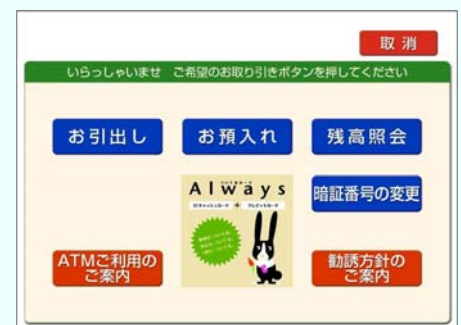 取 消
いらっしゃいませ ご希望のお取り引きボタンを押してください
お引出し
お預入れ
残高照会
Always
暗証番号の変更
ATMご利用の
ご案内
勧誘方針の
ご案内